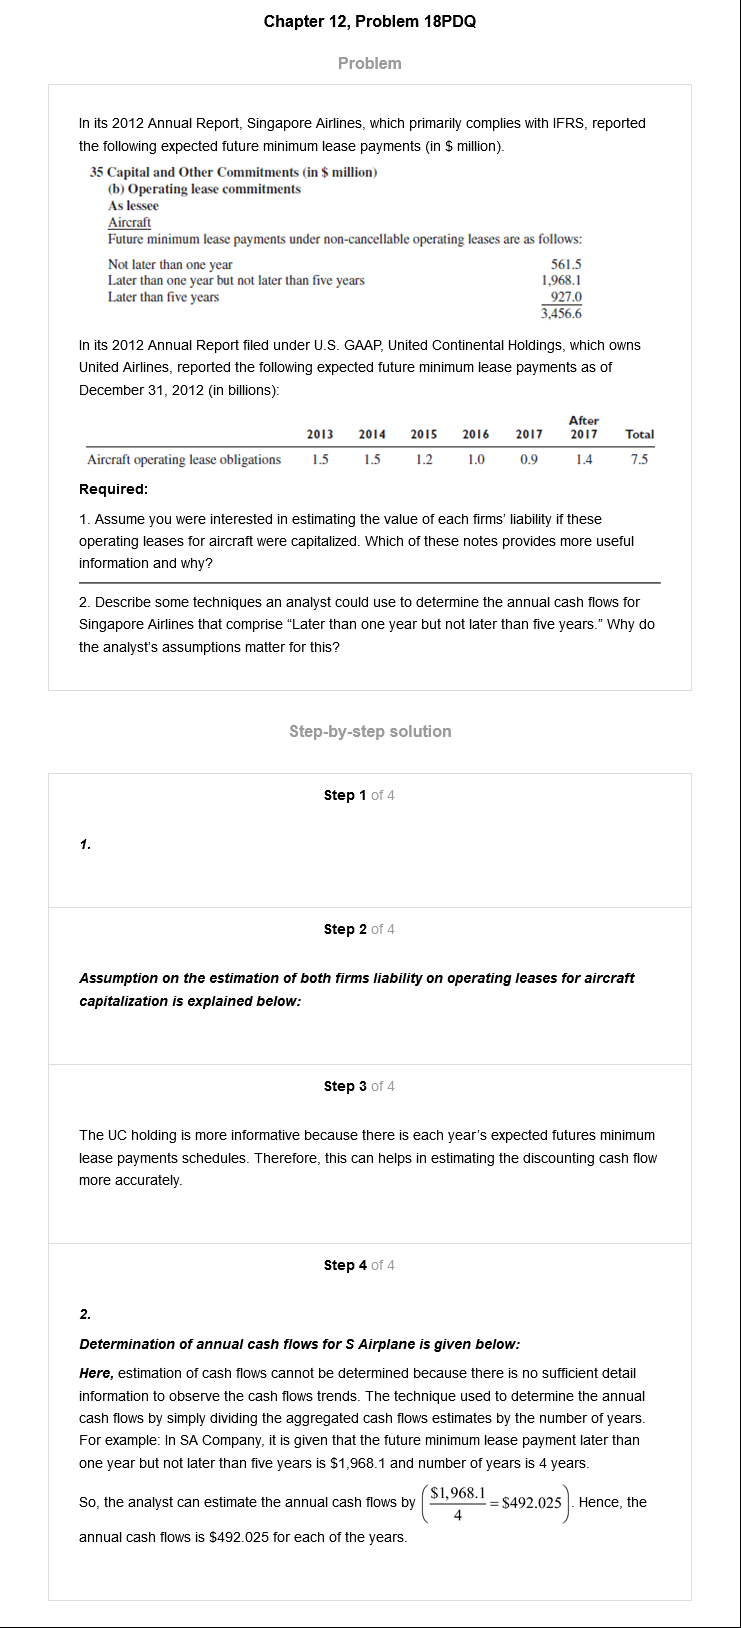 Chapter 12, Problem 18PDQ
Problem
In its 2012 Annual Report, Singapore Airlines, which primarily complies with IFRS, reported
the following expected future minimum lease payments (in $ million).
35 Capital and Other Commitments (in $ million)
(b) Operating lease commitments
As lessee
Aircraft
Future minimum lease payments under non-cancellable operating leases are as follows:
Not later than one year 561.5
Later than one year but not later than five years 1,968.1
Later than five years 927.0
3,456.6
In its 2012 Annual Report filed under U.S. GAAP, United Continental Holdings, which owns
United Airlines, reported the following expected future minimum lease payments as of
December 31, 2012 (in billions):
After
2013 2014 2015 2016 2017 2017 Total
Aircraft operating lease obligations 1.5 1.5 1.2 1.0 0.9 1.4 7.5
Required:
1. Assume you were interested in estimating the value of each firms' liability if these
operating leases for aircraft were capitalized. Which of these notes provides more useful
information and why?
2. Describe some techniques an analyst could use to determine the annual cash flows for
Singapore Airlines that comprise "Later than one year but not later than five years." Why do
the analyst's assumptions matter for this?
Step-by-step solution
Step 1 of 4
1.
Step 2 of 4
Assumption on the estimation of both firms liability on operating leases for aircraft
capitalization is explained below:
Step 3 of 4
The UC holding is more informative because there is each year's expected futures minimum
lease payments schedules. Therefore, this can helps in estimating the discounting cash flow
more accurately.
Step 4 of 4
2.
Determination of annual cash flows for S Airplane is given below:
Here, estimation of cash flows cannot be determined because there is no sufficient detail
information to observe the cash flows trends. The technique used to determine the annual
cash flows by simply dividing the aggregated cash flows estimates by the number of years.
For example: In SA Company, it is given that the future minimum lease payment later than
one year but not later than five years is $1,968.1 and number of years is 4 years.
So, the analyst can estimate the annual cash flows by ($1,968.1 / 4 = $492.025). Hence, the
annual cash flows is $492.025 for each of the years.